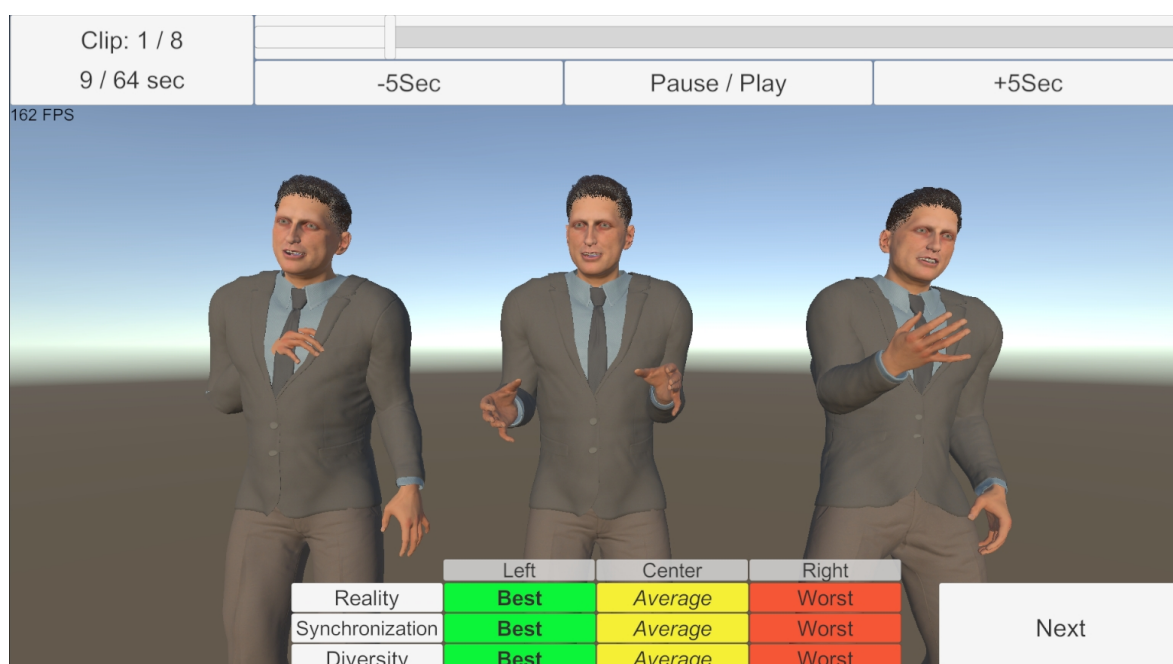 Clip: 1 / 8
9 / 64 sec
-5Sec Pause / Play +5Sec
162 FPS
Left Center Right
Reality Best Average Worst
Synchronization Best Average Worst
Diversity Best Average Worst
Next